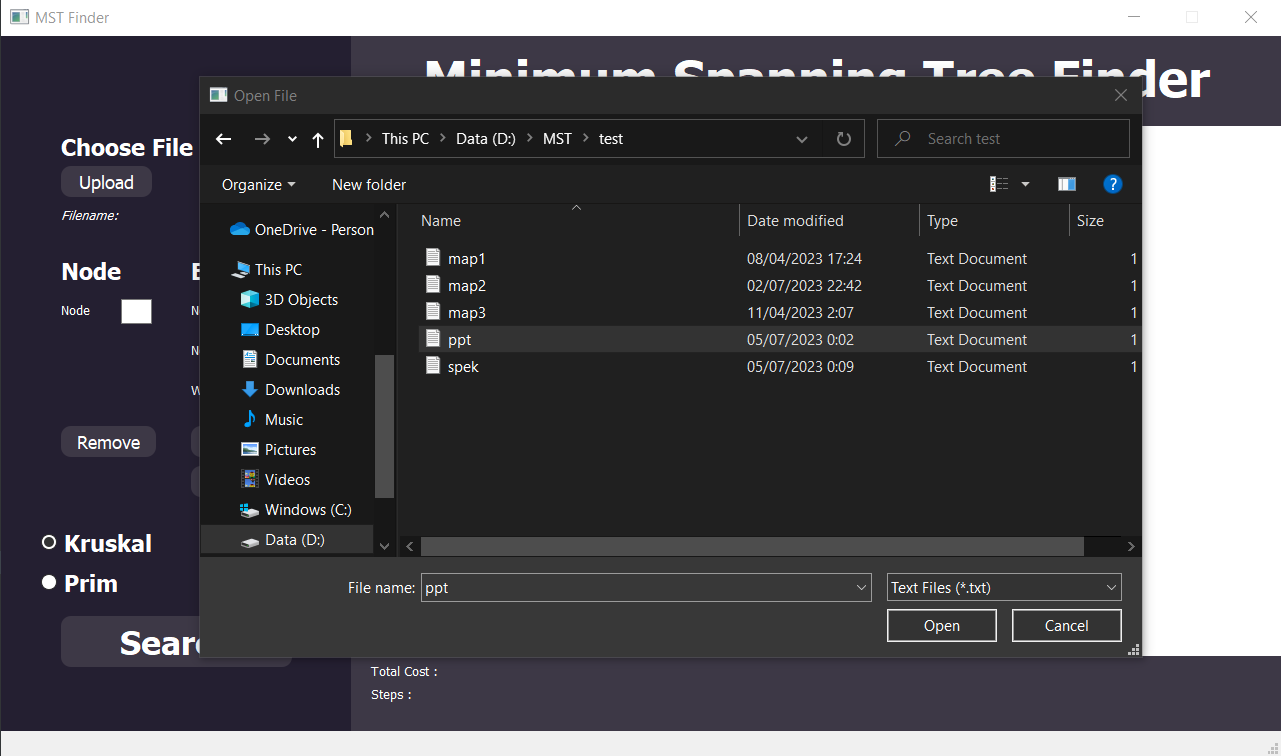 MST Finder
Minimum Spanning Tree Finder
Open File
This PC Data (D:) MST test
Search test
Organize New folder
Choose File
Upload
Filename:
Name Date modified Type Size
OneDrive - Person
This PC
3D Objects
Desktop
Documents
Downloads
Music
Pictures
Videos
Windows (C:)
Data (D:)
map1 08/04/2023 17:24 Text Document 1
map2 02/07/2023 22:42 Text Document 1
map3 11/04/2023 2:07 Text Document 1
ppt 05/07/2023 0:02 Text Document 1
spek 05/07/2023 0:09 Text Document 1
Node
Node
Remove
Kruskal
Prim
File name: ppt Text Files (*.txt)
Open Cancel
Total Cost :
Steps :